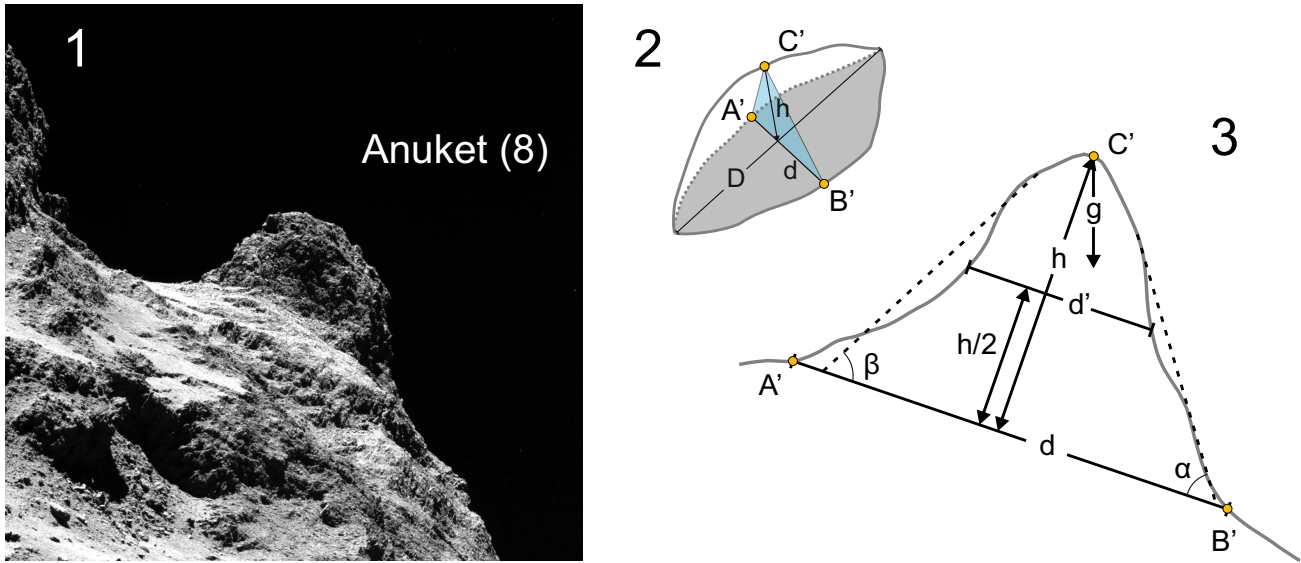 1
Anuket (8)
2
C’
A’
h
D
d
B’
3
C’
g
h
d’
h/2
β
A’
d
α
B’